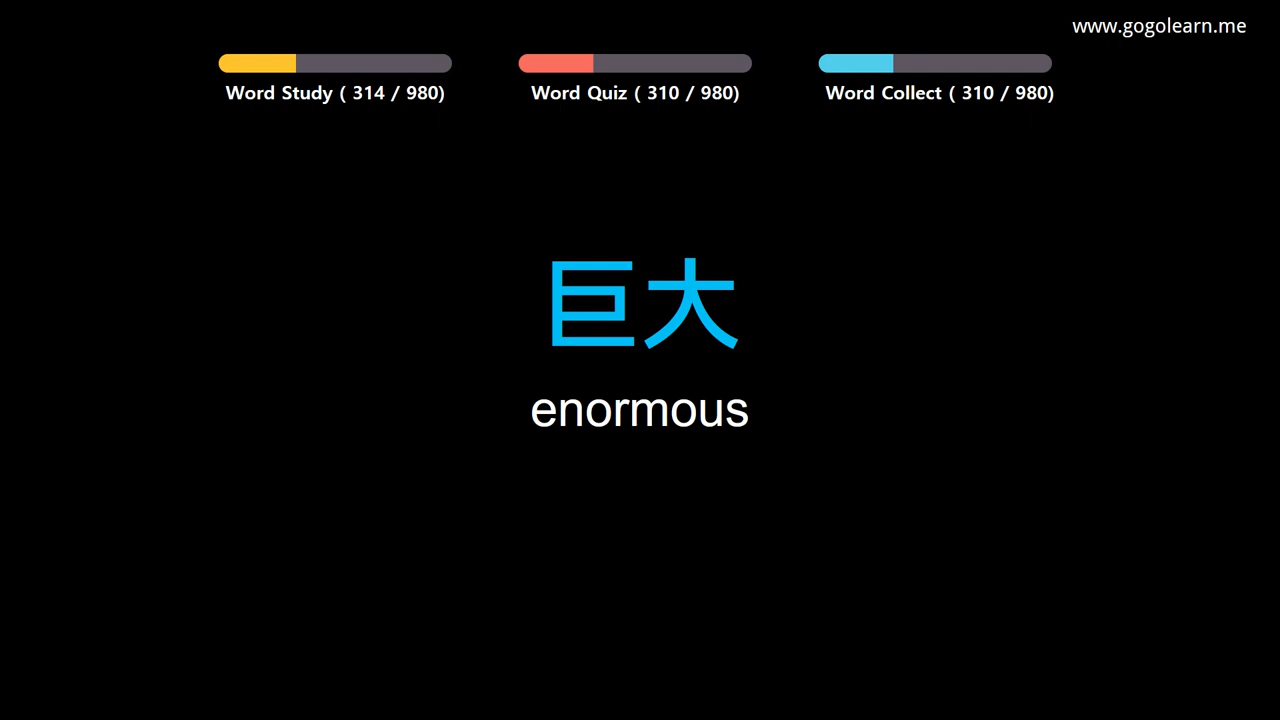 www.gogolearn.me
Word Study ( 314 / 980)
Word Quiz ( 310 / 980)
Word Collect ( 310 / 980)
巨大
enormous